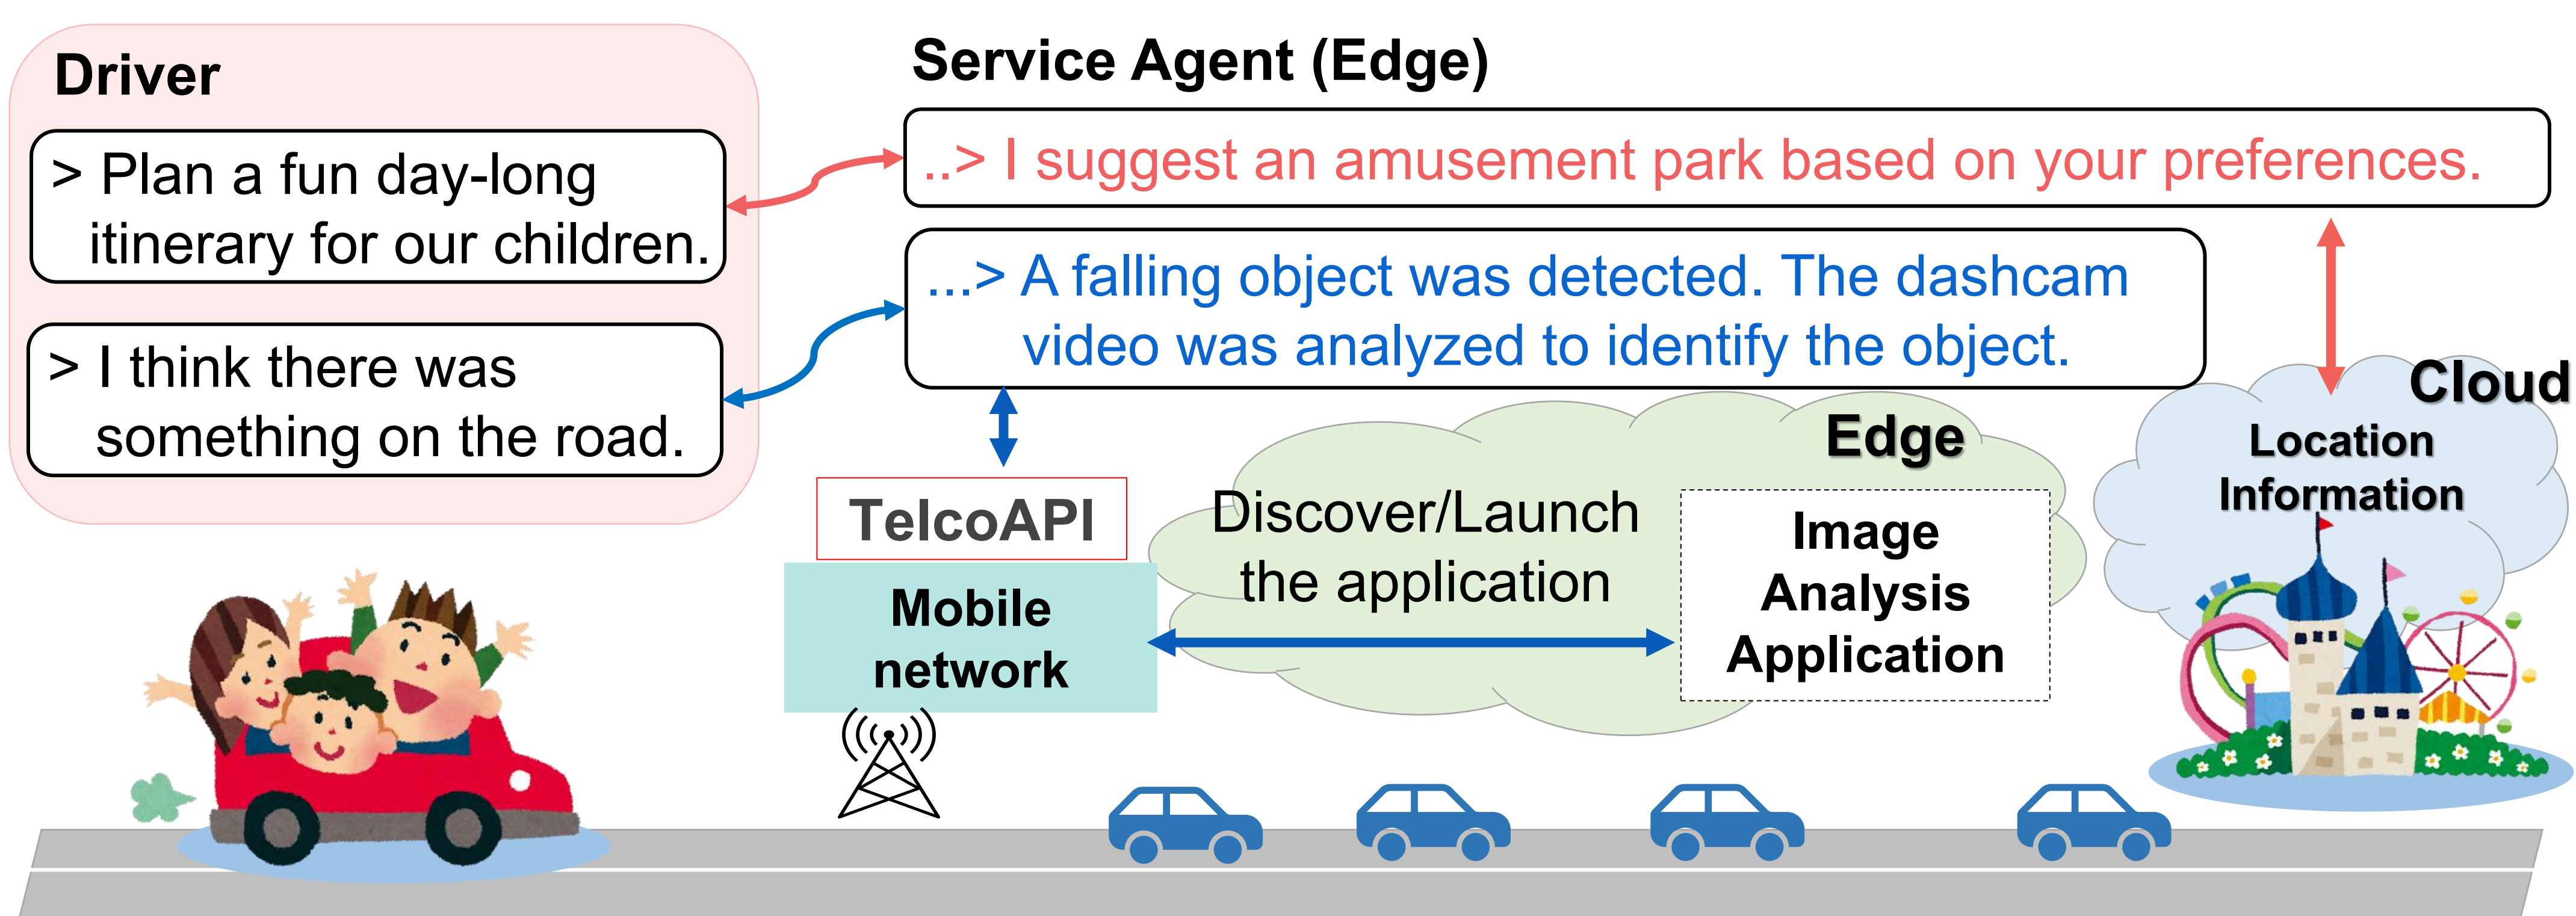 Driver
> Plan a fun day-long
itinerary for our children.
> I think there was
something on the road.
Service Agent (Edge)
..> I suggest an amusement park based on your preferences.
...> A falling object was detected. The dashcam
video was analyzed to identify the object.
TelcoAPI
Mobile
network
Edge
Discover/Launch
the application
Image
Analysis
Application
Cloud
Location
Information